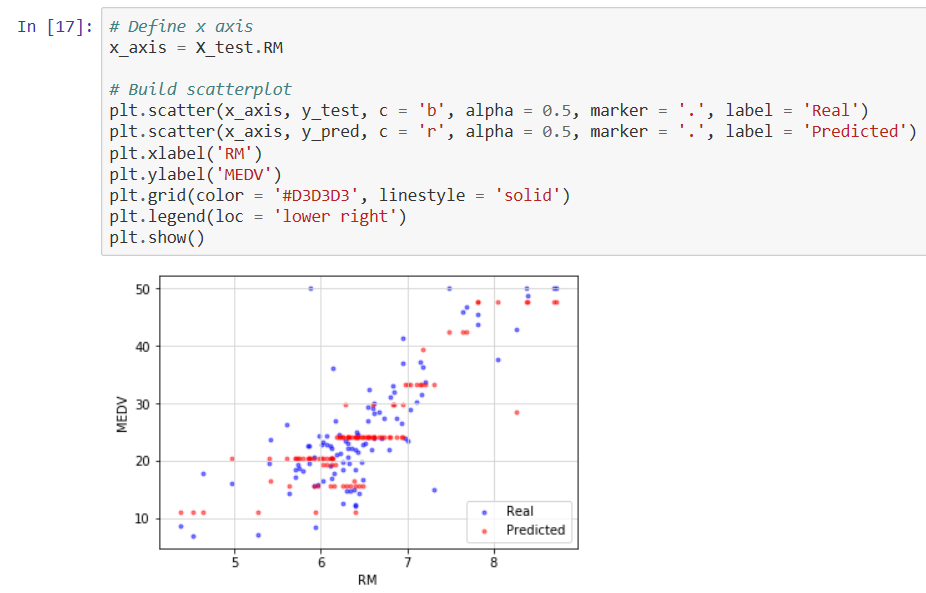 In [17]:
# Define x axis
x_axis = X_test.RM
# Build scatterplot
plt.scatter(x_axis, y_test, c = 'b', alpha = 0.5, marker = '.', label = 'Real')
plt.scatter(x_axis, y_pred, c = 'r', alpha = 0.5, marker = '.', label = 'Predicted')
plt.xlabel('RM')
plt.ylabel('MEDV')
plt.grid(color = '#D3D3D3', linestyle = 'solid')
plt.legend(loc = 'lower right')
plt.show()
50
40
30
20
10
MEDV
Real
Predicted
5 6 7 8
RM